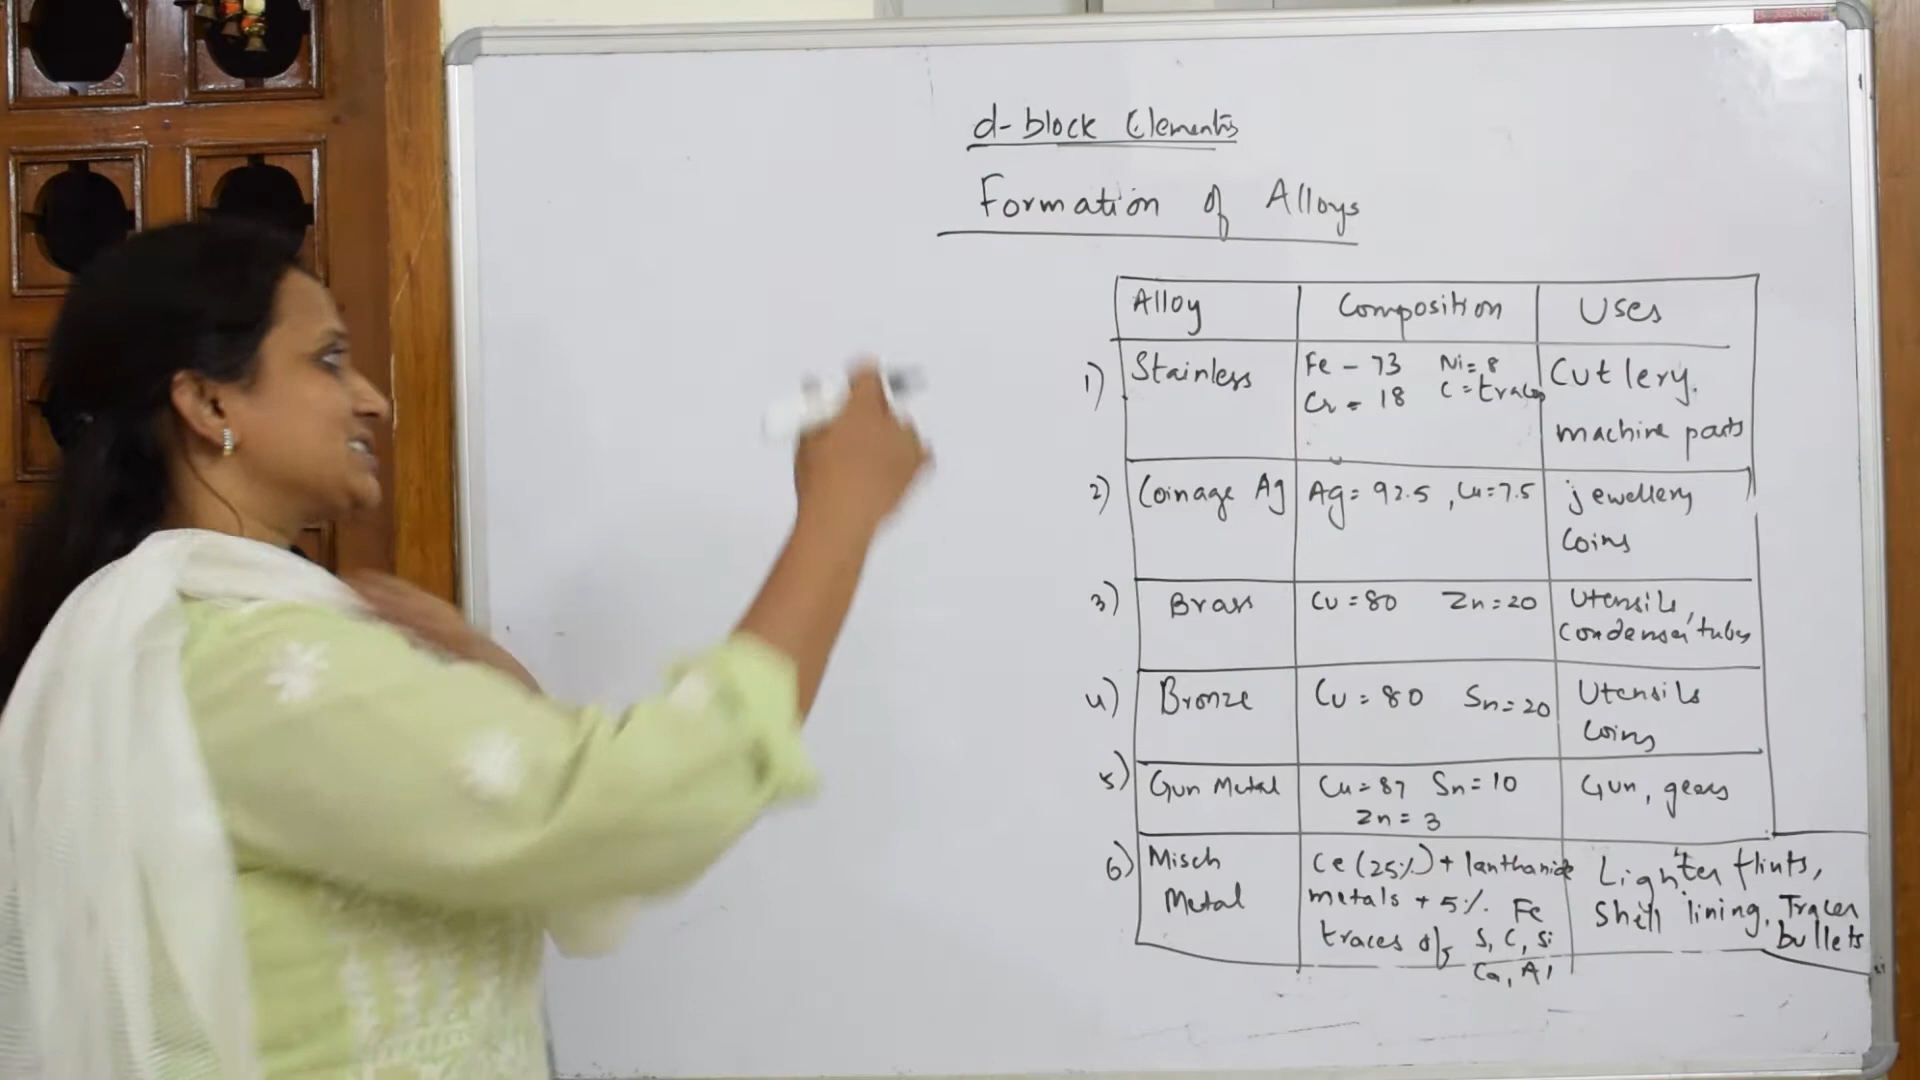 d-block Elements
Formation of Alloys
Alloy Composition Uses
1) Stainless Fe - 73 Ni = 8 Cutlery.
Cr = 18 C = traces machine parts
2) Coinage Ag Ag = 92.5 , Cu = 7.5 jewellery
Coins
3) Brass Cu = 80 Zn = 20 Utensils,
Condenser tubes
4) Bronze Cu = 80 Sn = 20 Utensils
Coins
5) Gun Metal Cu = 87 Sn = 10 Gun, gears
Zn = 3
6) Misch Ce (25%) + lanthanide Lighter flints,
Metal metals + 5% Fe Shell lining, Tracer
traces of S, C, Si bullets
Ca, Al